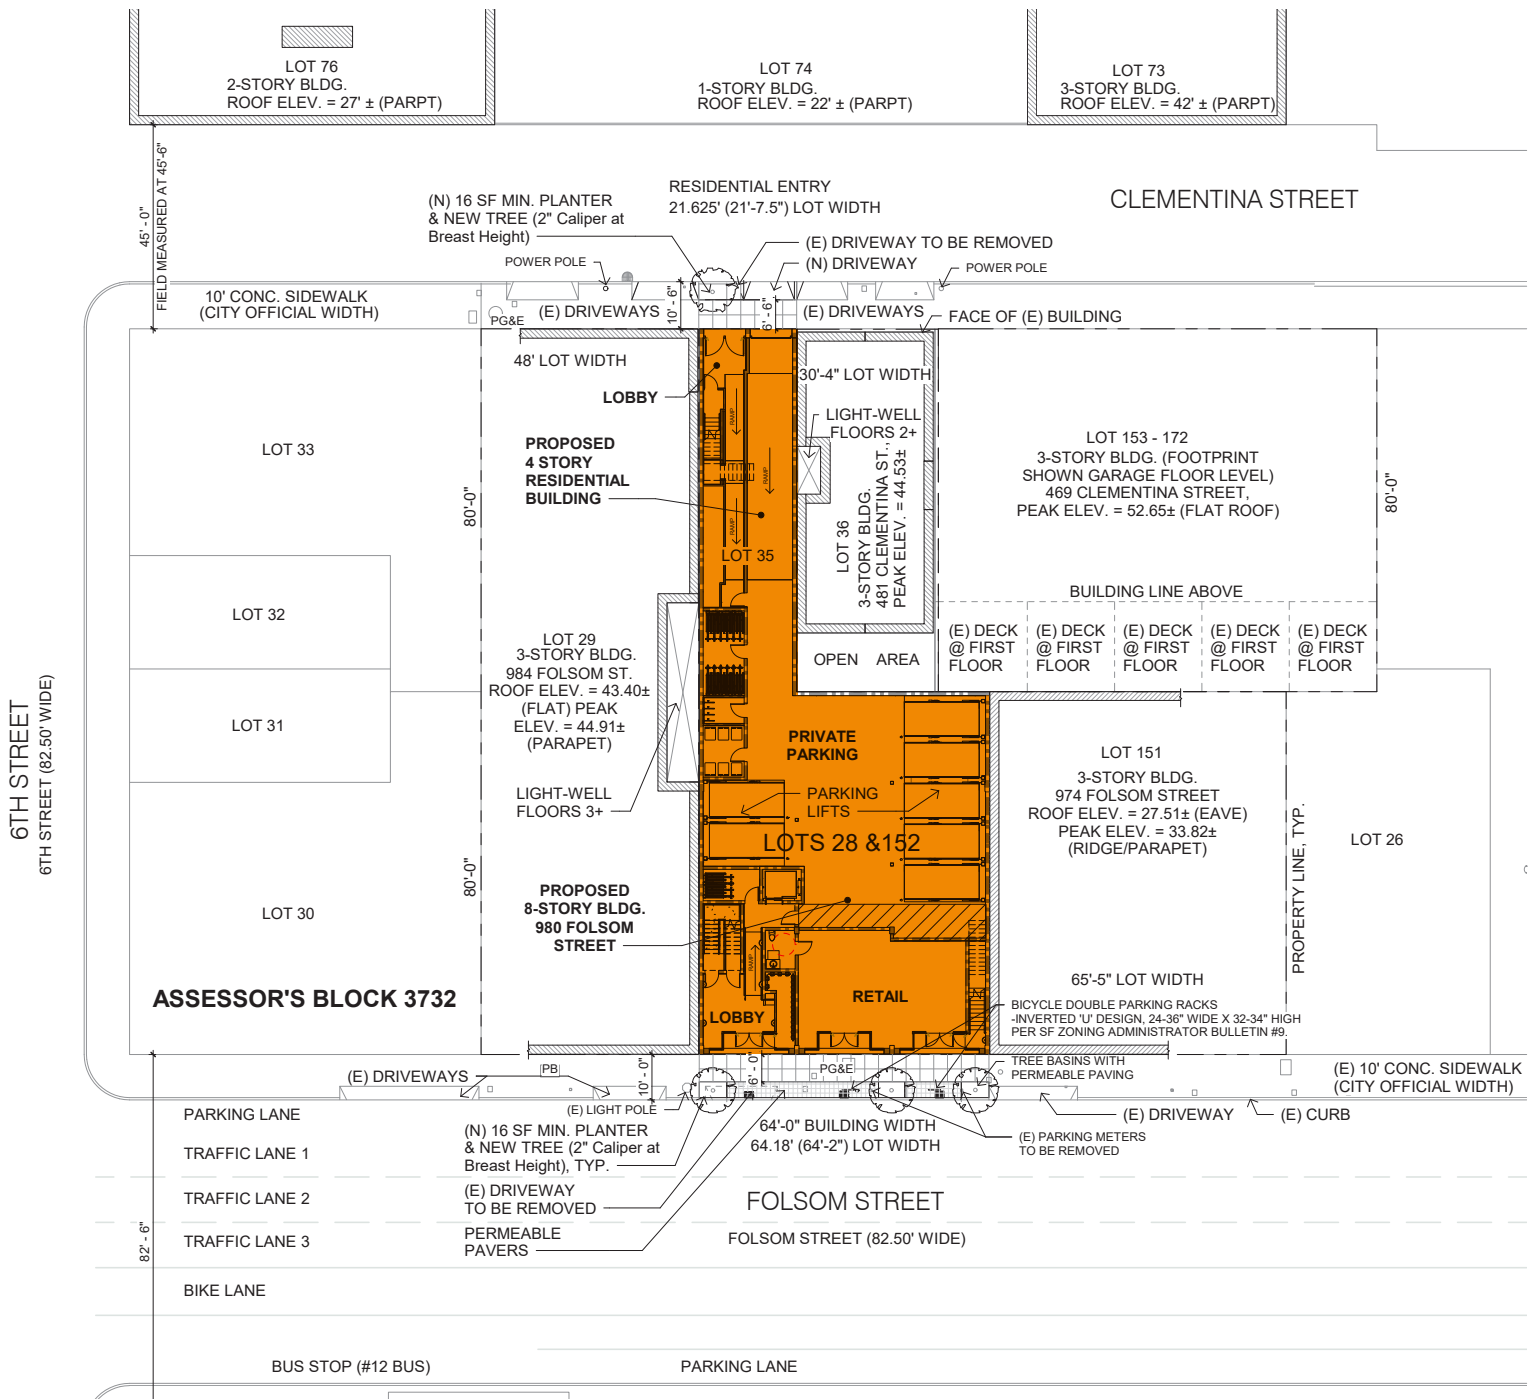 LOT 76
2-STORY BLDG.
ROOF ELEV. = 27' ± (PARPT)
LOT 74
1-STORY BLDG.
ROOF ELEV. = 22' ± (PARPT)
LOT 73
3-STORY BLDG.
ROOF ELEV. = 42' ± (PARPT)
45' - 0"
FIELD MEASURED AT 45'-6"
(N) 16 SF MIN. PLANTER
& NEW TREE (2" Caliper at
Breast Height)
RESIDENTIAL ENTRY
21.625' (21'-7.5") LOT WIDTH
CLEMENTINA STREET
(E) DRIVEWAY TO BE REMOVED
(N) DRIVEWAY
POWER POLE
POWER POLE
10' CONC. SIDEWALK
(CITY OFFICIAL WIDTH)
PG&E
(E) DRIVEWAYS
10' - 6"
6' - 6"
(E) DRIVEWAYS
FACE OF (E) BUILDING
48' LOT WIDTH
LOBBY
30'-4" LOT WIDTH
RAMP
LIGHT-WELL
FLOORS 2+
LOT 33
PROPOSED
4 STORY
RESIDENTIAL
BUILDING
RAMP
RAMP
LOT 35
80'-0"
LOT 36
3-STORY BLDG.
481 CLEMENTINA ST.,
PEAK ELEV. = 44.53±
LOT 153 - 172
3-STORY BLDG. (FOOTPRINT
SHOWN GARAGE FLOOR LEVEL)
469 CLEMENTINA STREET,
PEAK ELEV. = 52.65± (FLAT ROOF)
80'-0"
BUILDING LINE ABOVE
(E) DECK
@ FIRST
FLOOR
(E) DECK
@ FIRST
FLOOR
(E) DECK
@ FIRST
FLOOR
(E) DECK
@ FIRST
FLOOR
(E) DECK
@ FIRST
FLOOR
OPEN AREA
LOT 32
LOT 31
LOT 29
3-STORY BLDG.
984 FOLSOM ST.
ROOF ELEV. = 43.40±
(FLAT) PEAK
ELEV. = 44.91±
(PARAPET)
LIGHT-WELL
FLOORS 3+
PRIVATE
PARKING
PARKING
LIFTS
LOTS 28 &152
LOT 151
3-STORY BLDG.
974 FOLSOM STREET
ROOF ELEV. = 27.51± (EAVE)
PEAK ELEV. = 33.82±
(RIDGE/PARAPET)
PROPERTY LINE, TYP.
LOT 26
6TH STREET
6TH STREET (82.50' WIDE)
80'-0"
LOT 30
PROPOSED
8-STORY BLDG.
980 FOLSOM
STREET
RAMP
RETAIL
LOBBY
65'-5" LOT WIDTH
ASSESSOR'S BLOCK 3732
BICYCLE DOUBLE PARKING RACKS
-INVERTED 'U' DESIGN, 24-36" WIDE X 32-34" HIGH
PER SF ZONING ADMINISTRATOR BULLETIN #9.
TREE BASINS WITH
PERMEABLE PAVING
(E) DRIVEWAYS
PB
10' - 0"
6' - 0"
PG&E
(E) 10' CONC. SIDEWALK
(CITY OFFICIAL WIDTH)
(E) LIGHT POLE
PARKING LANE
(E) DRIVEWAY
(E) CURB
64'-0" BUILDING WIDTH
64.18' (64'-2") LOT WIDTH
(E) PARKING METERS
TO BE REMOVED
(N) 16 SF MIN. PLANTER
& NEW TREE (2" Caliper at
Breast Height), TYP.
TRAFFIC LANE 1
(E) DRIVEWAY
TO BE REMOVED
TRAFFIC LANE 2
FOLSOM STREET
PERMEABLE
PAVERS
TRAFFIC LANE 3
FOLSOM STREET (82.50' WIDE)
82' - 6"
BIKE LANE
BUS STOP (#12 BUS)
PARKING LANE